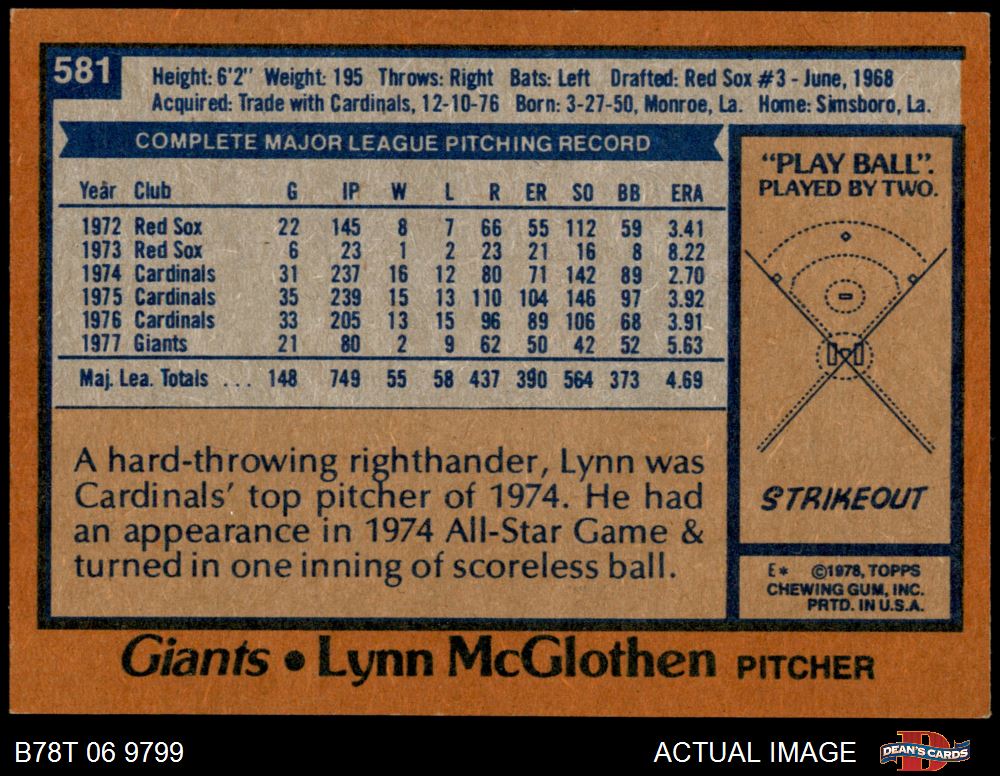 581
Height: 6'2" Weight: 195 Throws: Right Bats: Left Drafted: Red Sox #3 - June, 1968
Acquired: Trade with Cardinals, 12-10-76 Born: 3-27-50, Monroe, La. Home: Simsboro, La.
COMPLETE MAJOR LEAGUE PITCHING RECORD
Year Club G IP W L R ER SO BB ERA
1972 Red Sox 22 145 8 7 66 55 112 59 3.41
1973 Red Sox 6 23 1 2 23 21 16 8 8.22
1974 Cardinals 31 237 16 12 80 71 142 89 2.70
1975 Cardinals 35 239 15 13 110 104 146 97 3.92
1976 Cardinals 33 205 13 15 96 89 106 68 3.91
1977 Giants 21 80 2 9 62 50 42 52 5.63
Maj. Lea. Totals ... 148 749 55 58 437 390 564 373 4.69
A hard-throwing righthander, Lynn was
Cardinals' top pitcher of 1974. He had
an appearance in 1974 All-Star Game &
turned in one inning of scoreless ball.
"PLAY BALL".
PLAYED BY TWO.
STRIKEOUT
E* ©1978, TOPPS
CHEWING GUM, INC.
PRTD. IN U.S.A.
Giants • Lynn McGlothen PITCHER
B78T 06 9799
ACTUAL IMAGE
D
DEAN'S CARDS